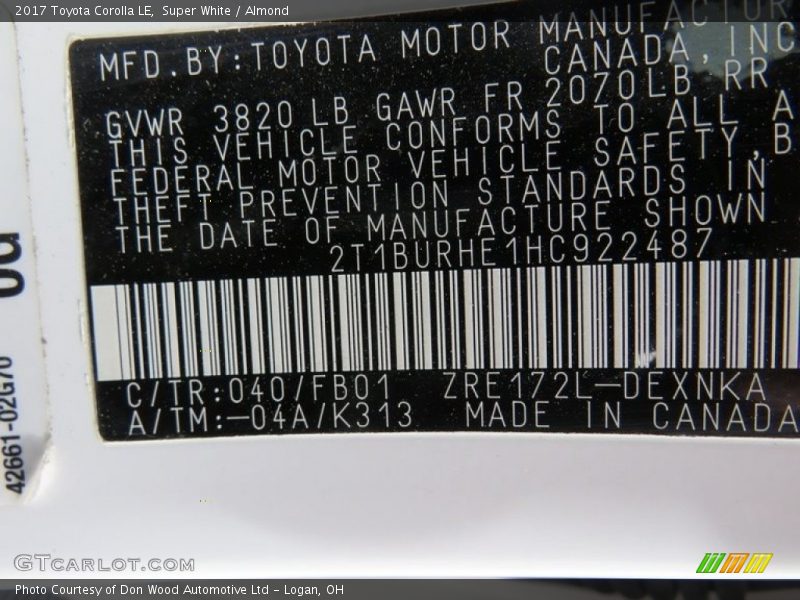 2017 Toyota Corolla LE, Super White / Almond
MFD.BY:TOYOTA MOTOR MANUFACTUR
CANADA,INC
GVWR 3820 LB GAWR FR 2070LB RR
THIS VEHICLE CONFORMS TO ALL A
FEDERAL MOTOR VEHICLE SAFETY,B
THEFT PREVENTION STANDARDS IN
THE DATE OF MANUFACTURE SHOWN
2T1BURHE1HC922487
C/TR:040/FB01 ZRE172L-DEXNKA
A/TM:-04A/K313 MADE IN CANADA
42661-02G70
GTCARLOT.COM
Photo Courtesy of Don Wood Automotive Ltd - Logan, OH